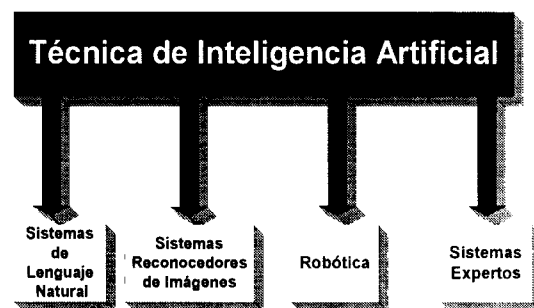 Técnica de Inteligencia Artificial
Sistemas
de
Lenguaje
Natural
Sistemas
Reconocedores
de Imágenes
Robótica
Sistemas
Expertos